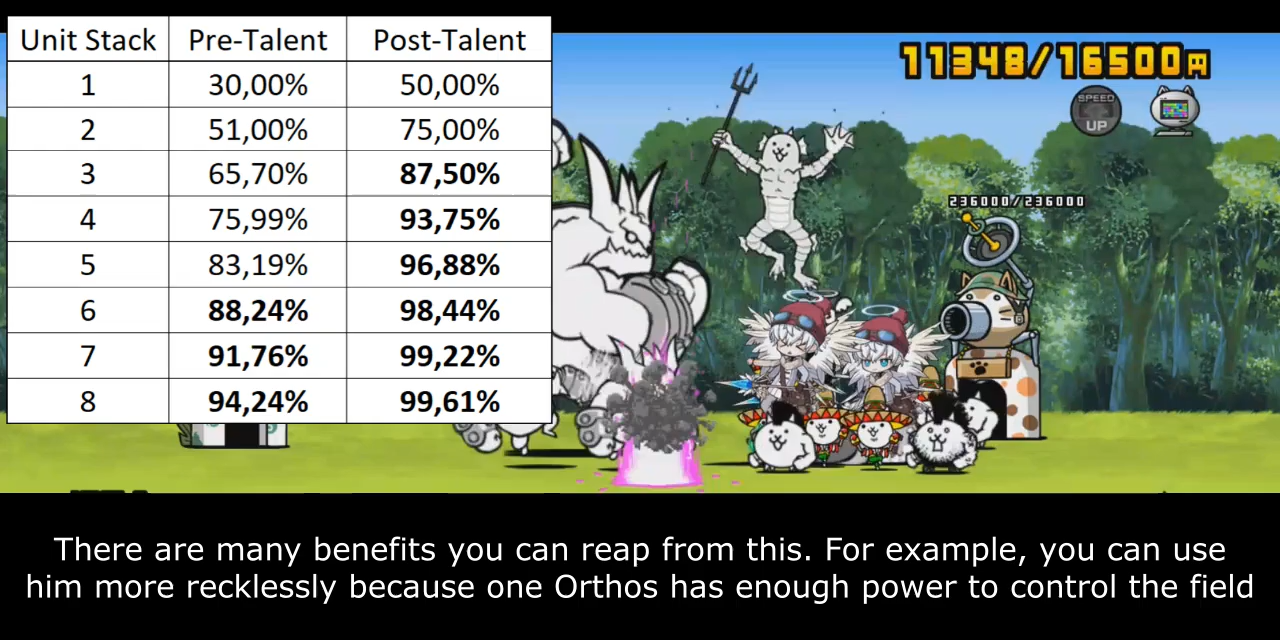 Unit Stack Pre-Talent Post-Talent
1 30,00% 50,00%
2 51,00% 75,00%
3 65,70% 87,50%
4 75,99% 93,75%
5 83,19% 96,88%
6 88,24% 98,44%
7 91,76% 99,22%
8 94,24% 99,61%
11348/16500円
SPEED
UP
236000/236000
There are many benefits you can reap from this. For example, you can use
him more recklessly because one Orthos has enough power to control the field